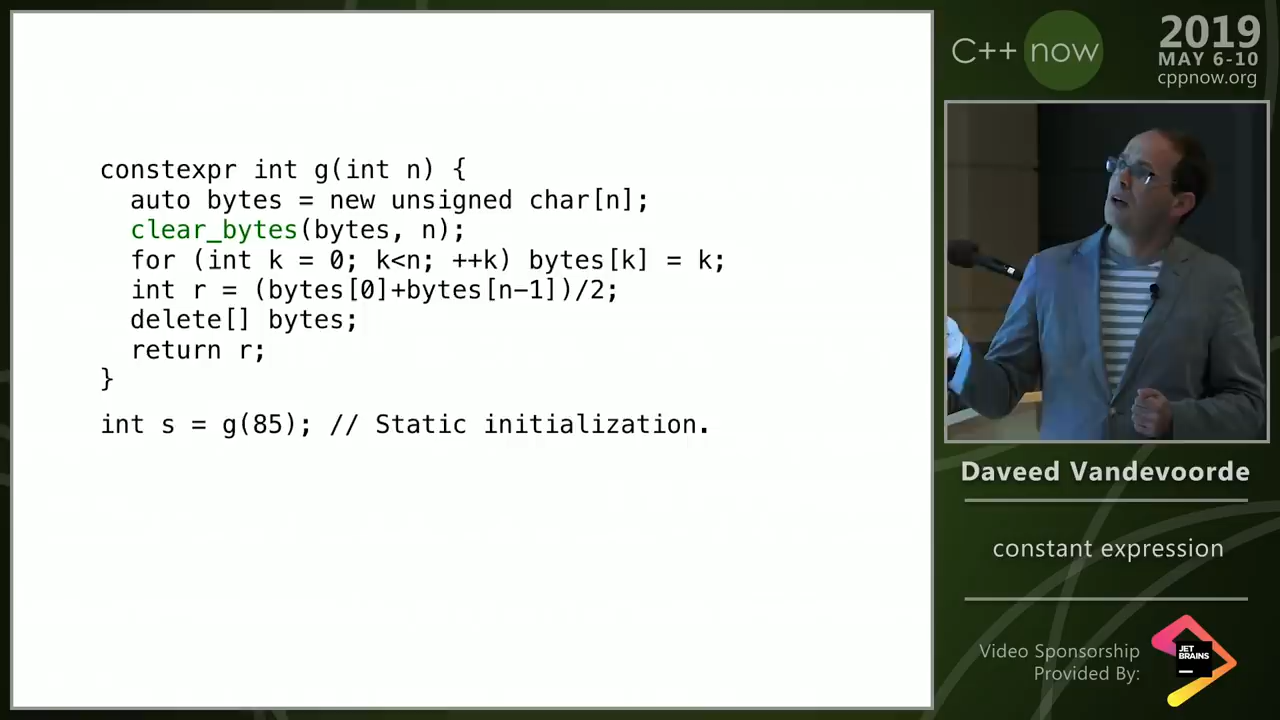 constexpr int g(int n) {
  auto bytes = new unsigned char[n];
  clear_bytes(bytes, n);
  for (int k = 0; k<n; ++k) bytes[k] = k;
  int r = (bytes[0]+bytes[n−1])/2;
  delete[] bytes;
  return r;
}
int s = g(85); // Static initialization.
C++ now
2019
MAY 6-10
cppnow.org
Daveed Vandevoorde
constant expression
Video Sponsorship
Provided By:
JET
BRAINS